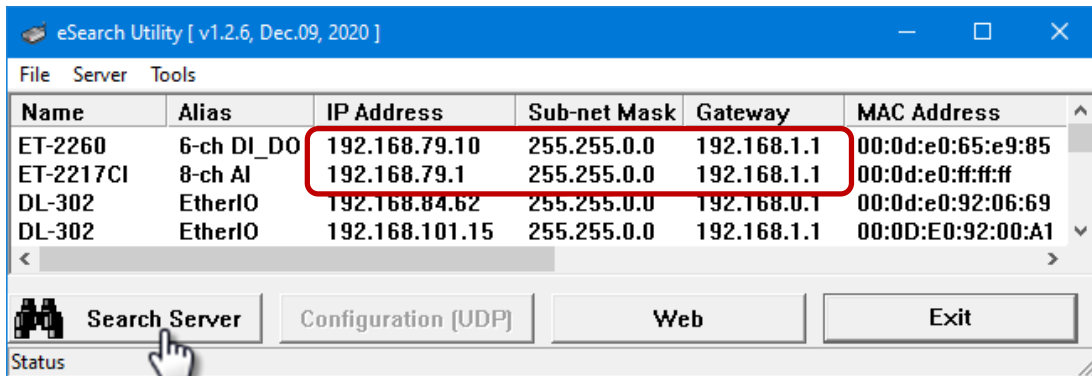 eSearch Utility [ v1.2.6, Dec.09, 2020 ]
File Server Tools
Name Alias IP Address Sub-net Mask Gateway MAC Address
ET-2260 6-ch DI_DO 192.168.79.10 255.255.0.0 192.168.1.1 00:0d:e0:65:e9:85
ET-2217CI 8-ch AI 192.168.79.1 255.255.0.0 192.168.1.1 00:0d:e0:ff:ff:ff
DL-302 EtherIO 192.168.84.62 255.255.0.0 192.168.0.1 00:0d:e0:92:06:69
DL-302 EtherIO 192.168.101.15 255.255.0.0 192.168.1.1 00:0D:E0:92:00:A1
Search Server Configuration (UDP) Web Exit
Status